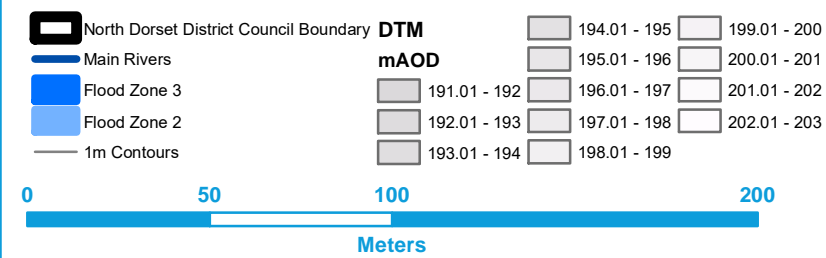 North Dorset District Council Boundary
Main Rivers
Flood Zone 3
Flood Zone 2
1m Contours
DTM
mAOD
191.01 - 192
192.01 - 193
193.01 - 194
194.01 - 195
195.01 - 196
196.01 - 197
197.01 - 198
198.01 - 199
199.01 - 200
200.01 - 201
201.01 - 202
202.01 - 203
0 50 100 200
Meters